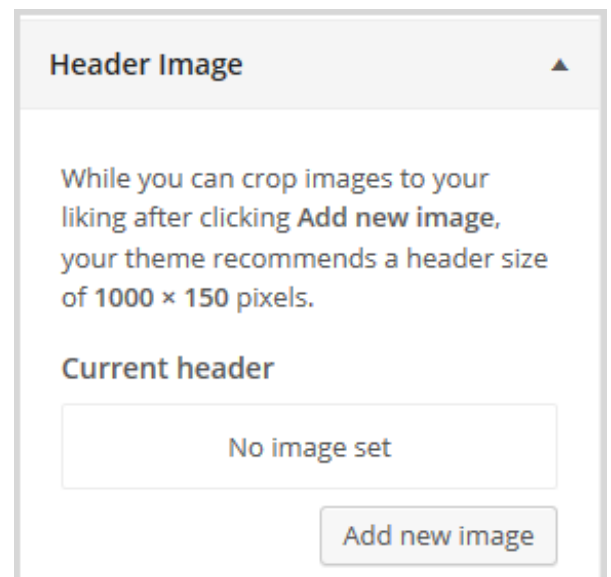 Header Image
While you can crop images to your
liking after clicking Add new image,
your theme recommends a header size
of 1000 × 150 pixels.
Current header
No image set
Add new image